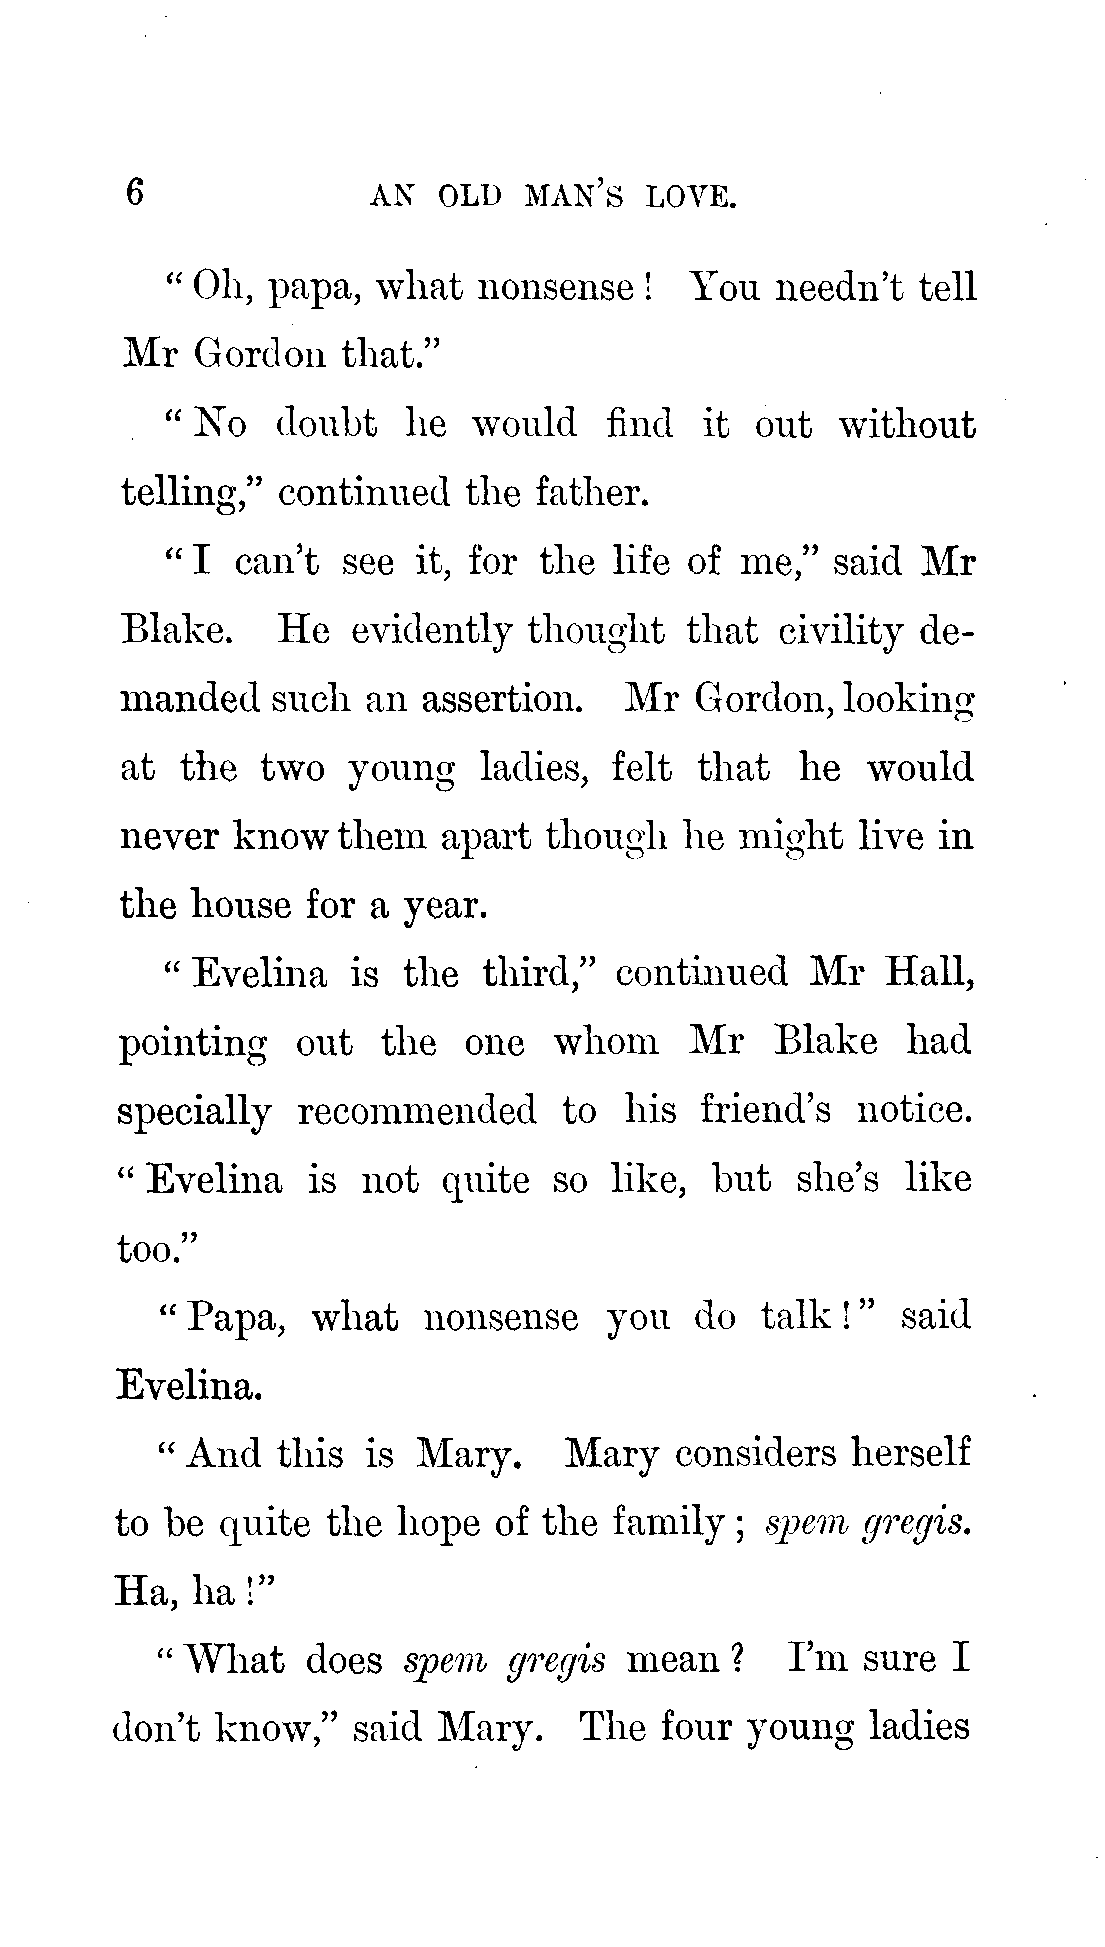 6 AN OLD MAN'S LOVE.
"Oh, papa, what nonsense! You needn't tell
Mr Gordon that."
"No doubt he would find it out without
telling," continued the father.
"I can't see it, for the life of me," said Mr
Blake. He evidently thought that civility de-
manded such an assertion. Mr Gordon, looking
at the two young ladies, felt that he would
never know them apart though he might live in
the house for a year.
"Evelina is the third," continued Mr Hall,
pointing out the one whom Mr Blake had
specially recommended to his friend's notice.
"Evelina is not quite so like, but she's like
too."
"Papa, what nonsense you do talk!" said
Evelina.
"And this is Mary. Mary considers herself
to be quite the hope of the family; spem gregis.
Ha, ha!"
"What does spem gregis mean? I'm sure I
don't know," said Mary. The four young ladies